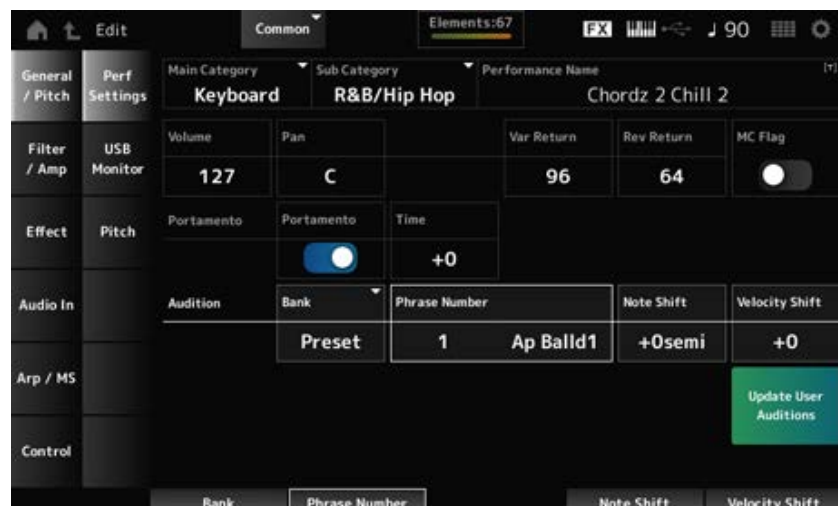 Edit
Common
Elements:67
FX
♩ 90
General / Pitch
Perf Settings
Main Category
Keyboard
Sub Category
R&B/Hip Hop
Performance Name
Chordz 2 Chill 2
Filter / Amp
USB Monitor
Volume
127
Pan
C
Var Return
96
Rev Return
64
MC Flag
Effect
Pitch
Portamento
Portamento
Time
+0
Audio In
Audition
Bank
Preset
Phrase Number
1 Ap Balld1
Note Shift
+0semi
Velocity Shift
+0
Arp / MS
Update User
Auditions
Control
Bank
Phrase Number
Note Shift
Velocity Shift